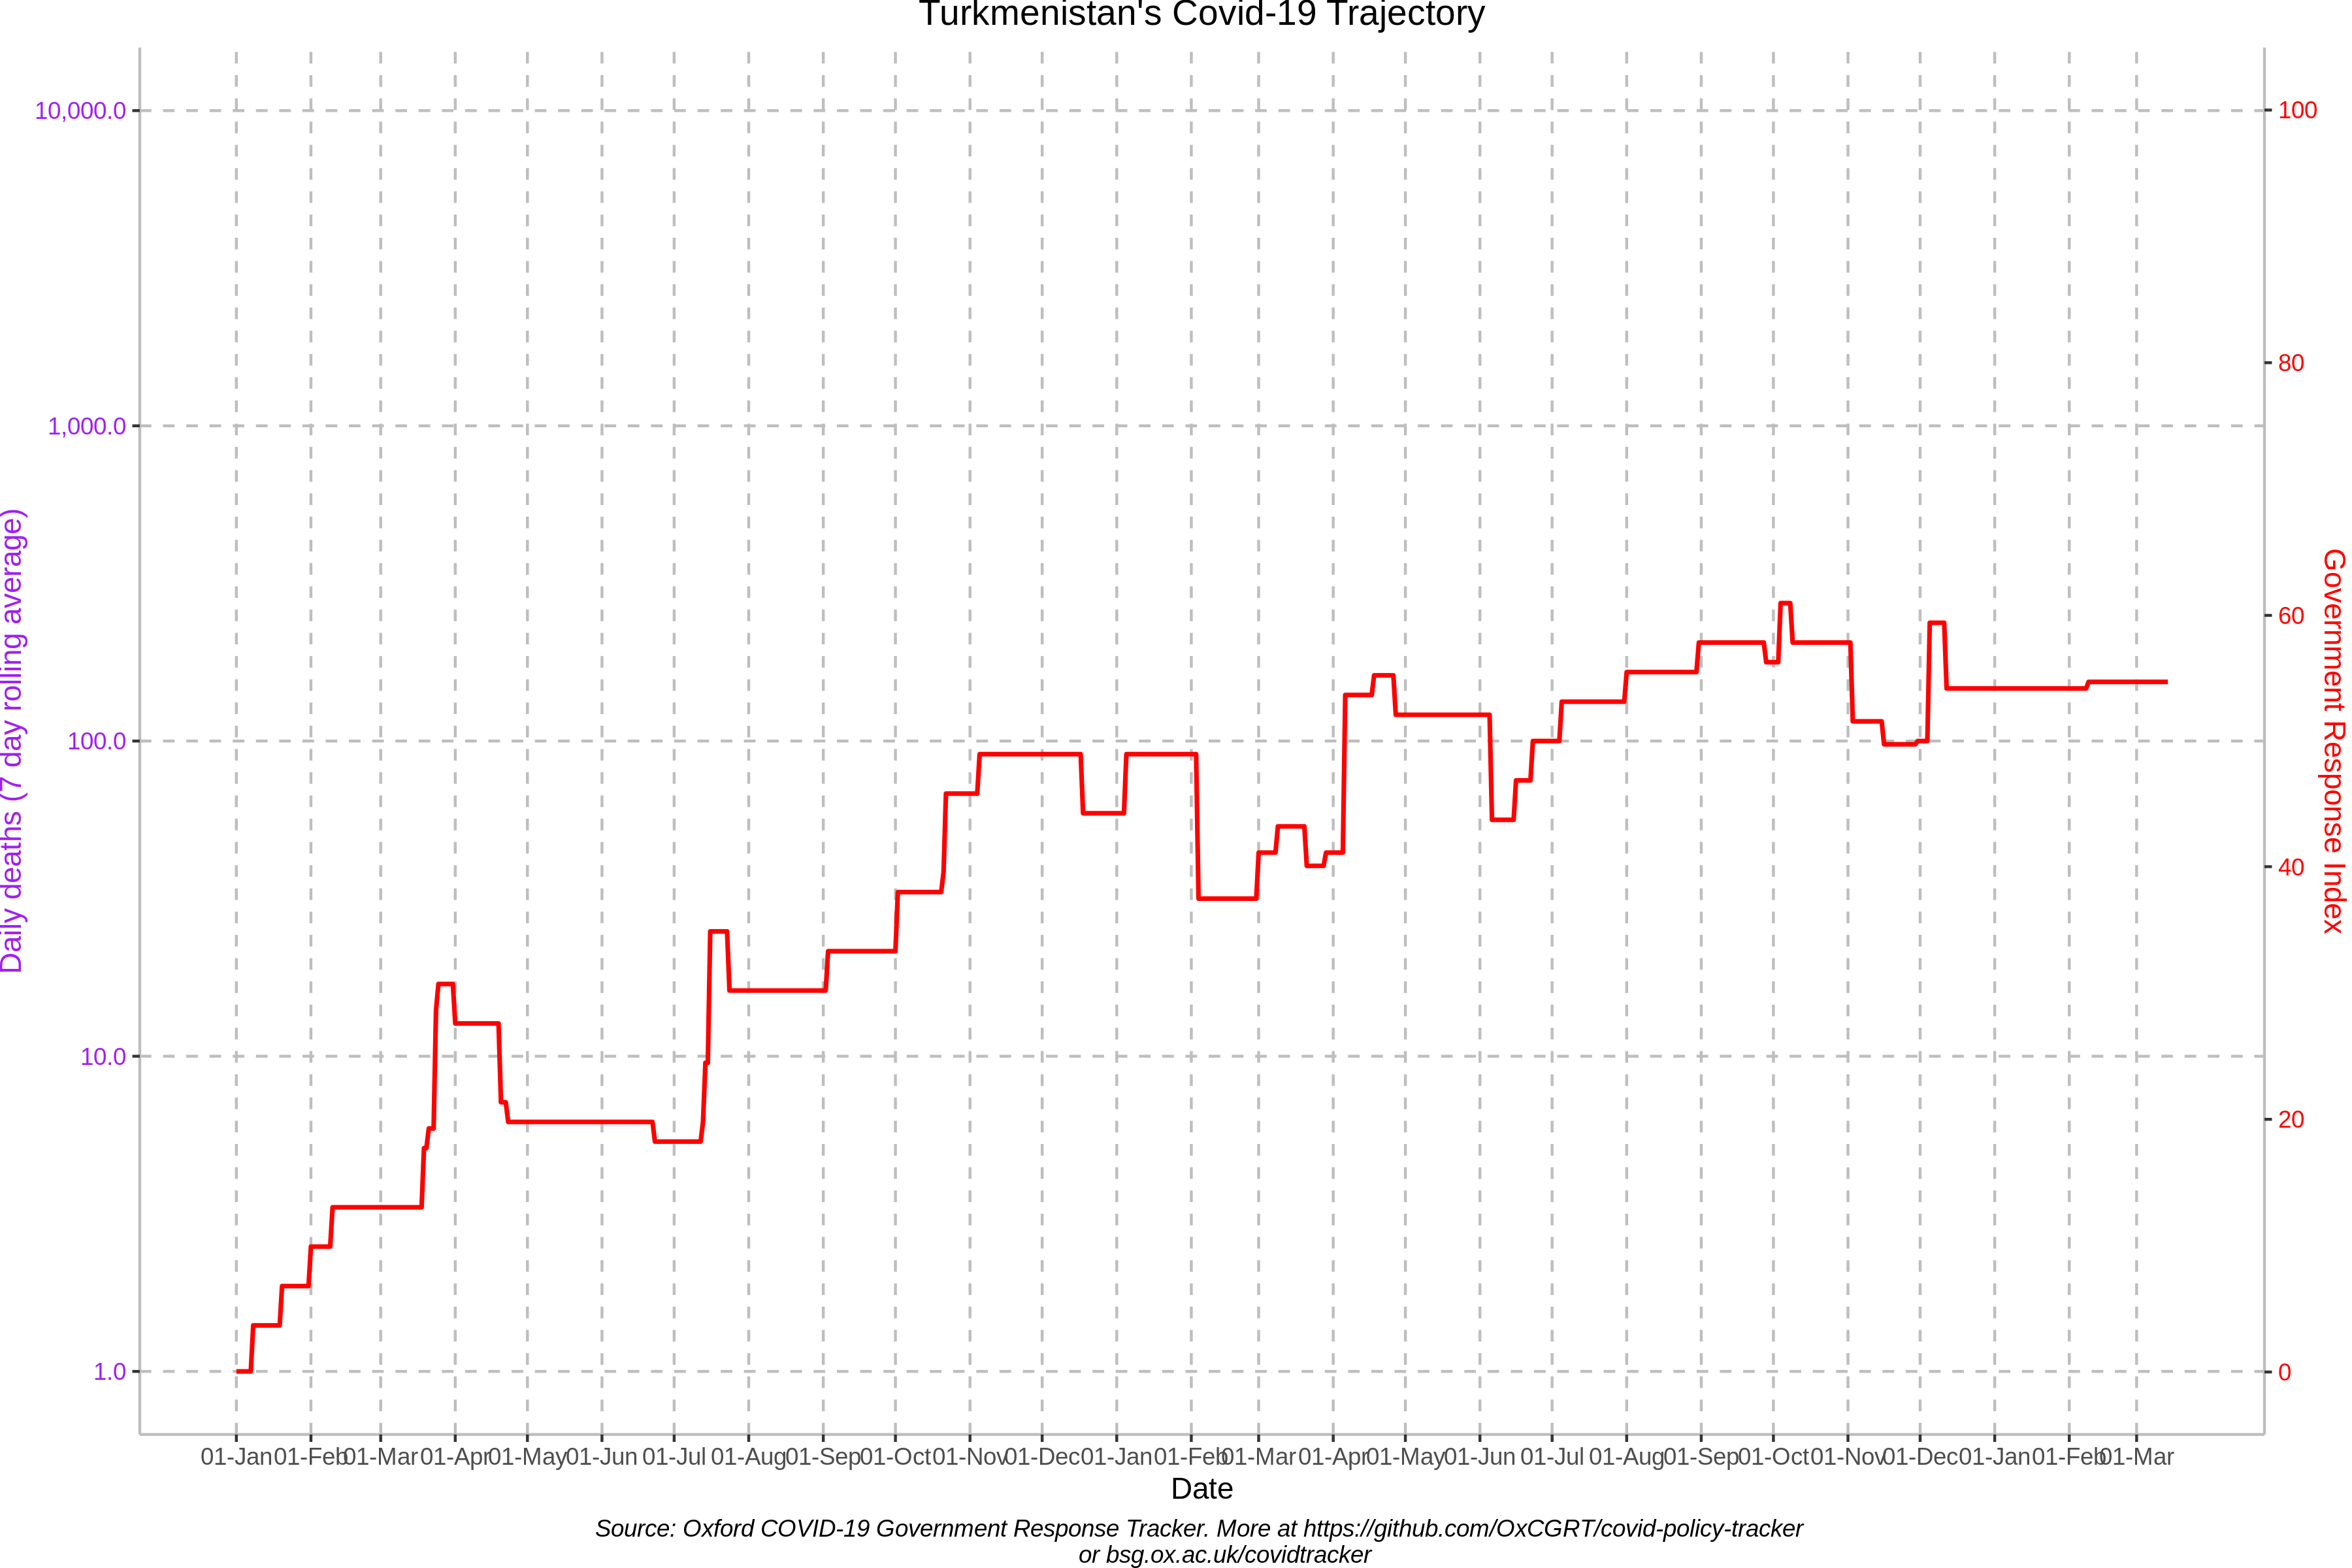 Turkmenistan's Covid-19 Trajectory
10,000.0
1,000.0
100.0
10.0
1.0
Daily deaths (7 day rolling average)
100
80
60
40
20
0
Government Response Index
01-Jan 01-Feb 01-Mar 01-Apr 01-May 01-Jun 01-Jul 01-Aug 01-Sep 01-Oct 01-Nov 01-Dec 01-Jan 01-Feb 01-Mar 01-Apr 01-May 01-Jun 01-Jul 01-Aug 01-Sep 01-Oct 01-Nov 01-Dec 01-Jan 01-Feb 01-Mar
Date
Source: Oxford COVID-19 Government Response Tracker. More at https://github.com/OxCGRT/covid-policy-tracker
or bsg.ox.ac.uk/covidtracker